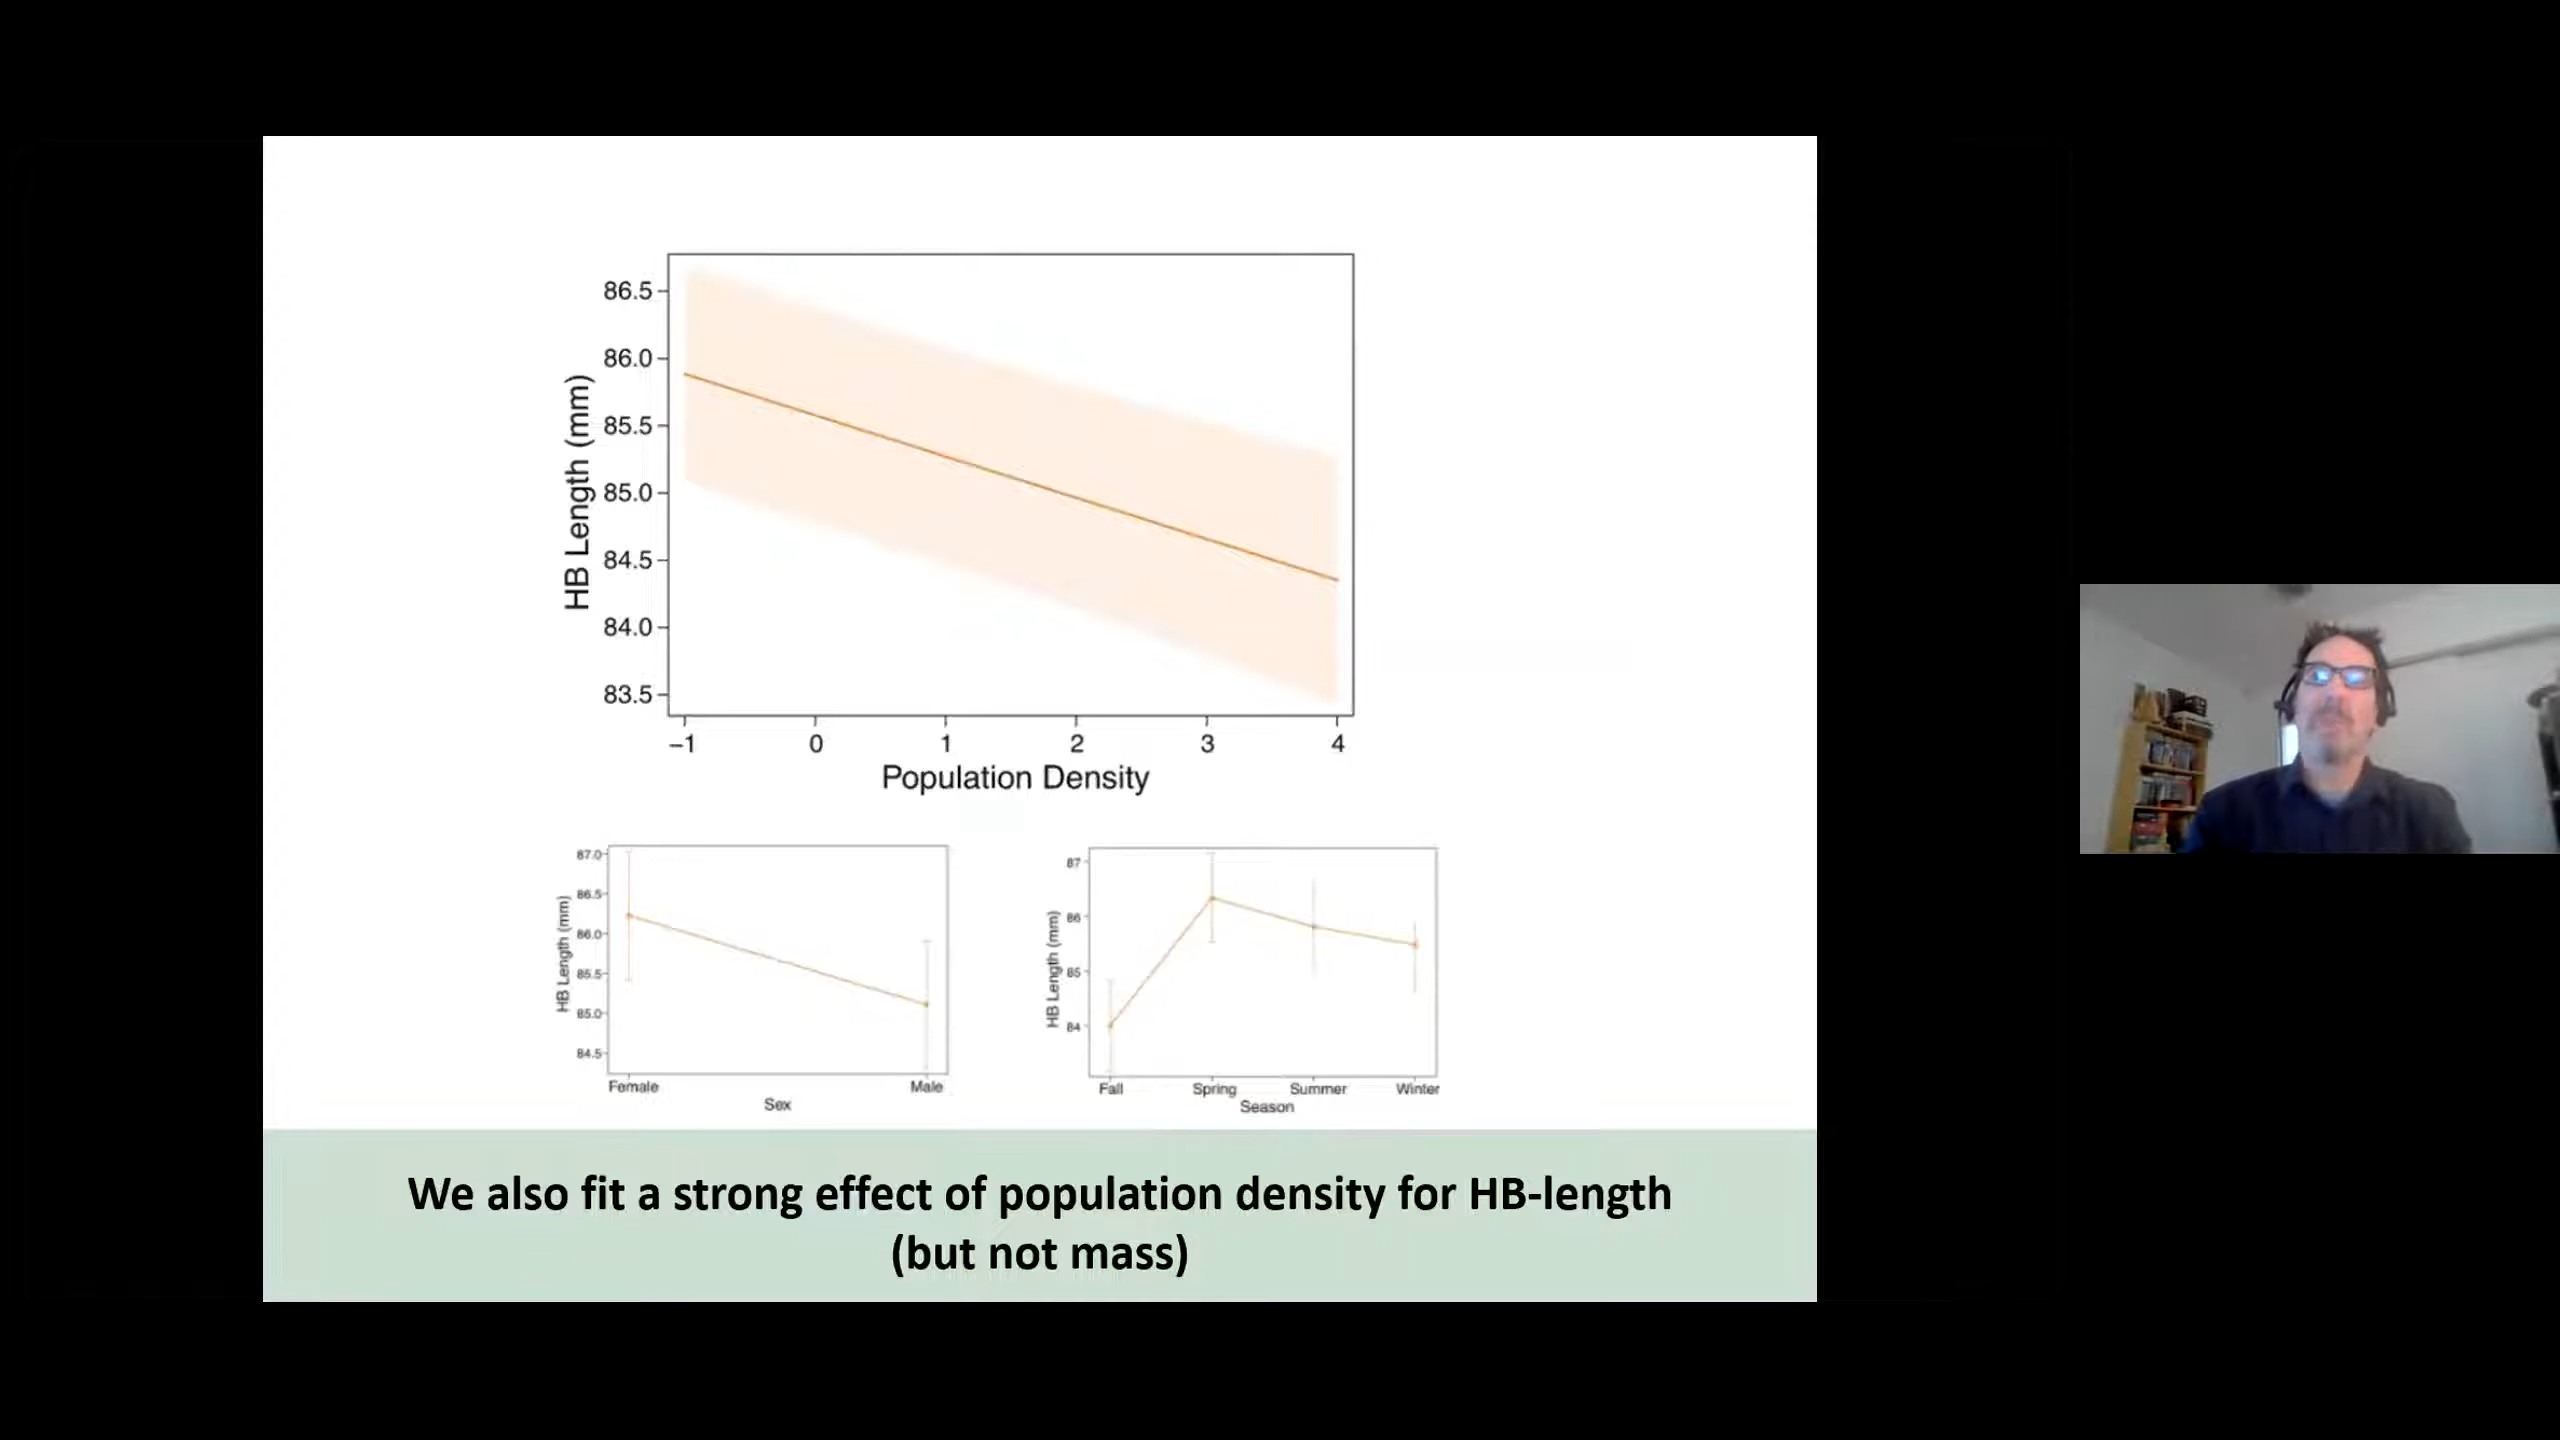 86.5
86.0
85.5
85.0
84.5
84.0
83.5
HB Length (mm)
−1 0 1 2 3 4
Population Density
87.0
86.5
86.0
85.5
85.0
84.5
HB Length (mm)
Female Male
Sex
87
86
85
84
HB Length (mm)
Fall Spring Summer Winter
Season
We also fit a strong effect of population density for HB-length
(but not mass)